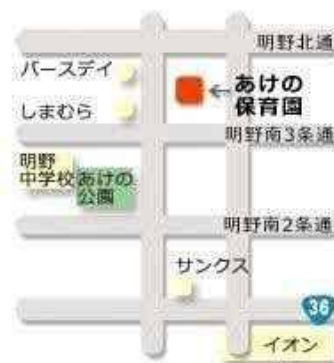 明野北通
バースデイ
←あけの
保育園
しまむら
明野南3条通
明野
中学校
あけの
公園
明野南2条通
サンクス
36
イオン